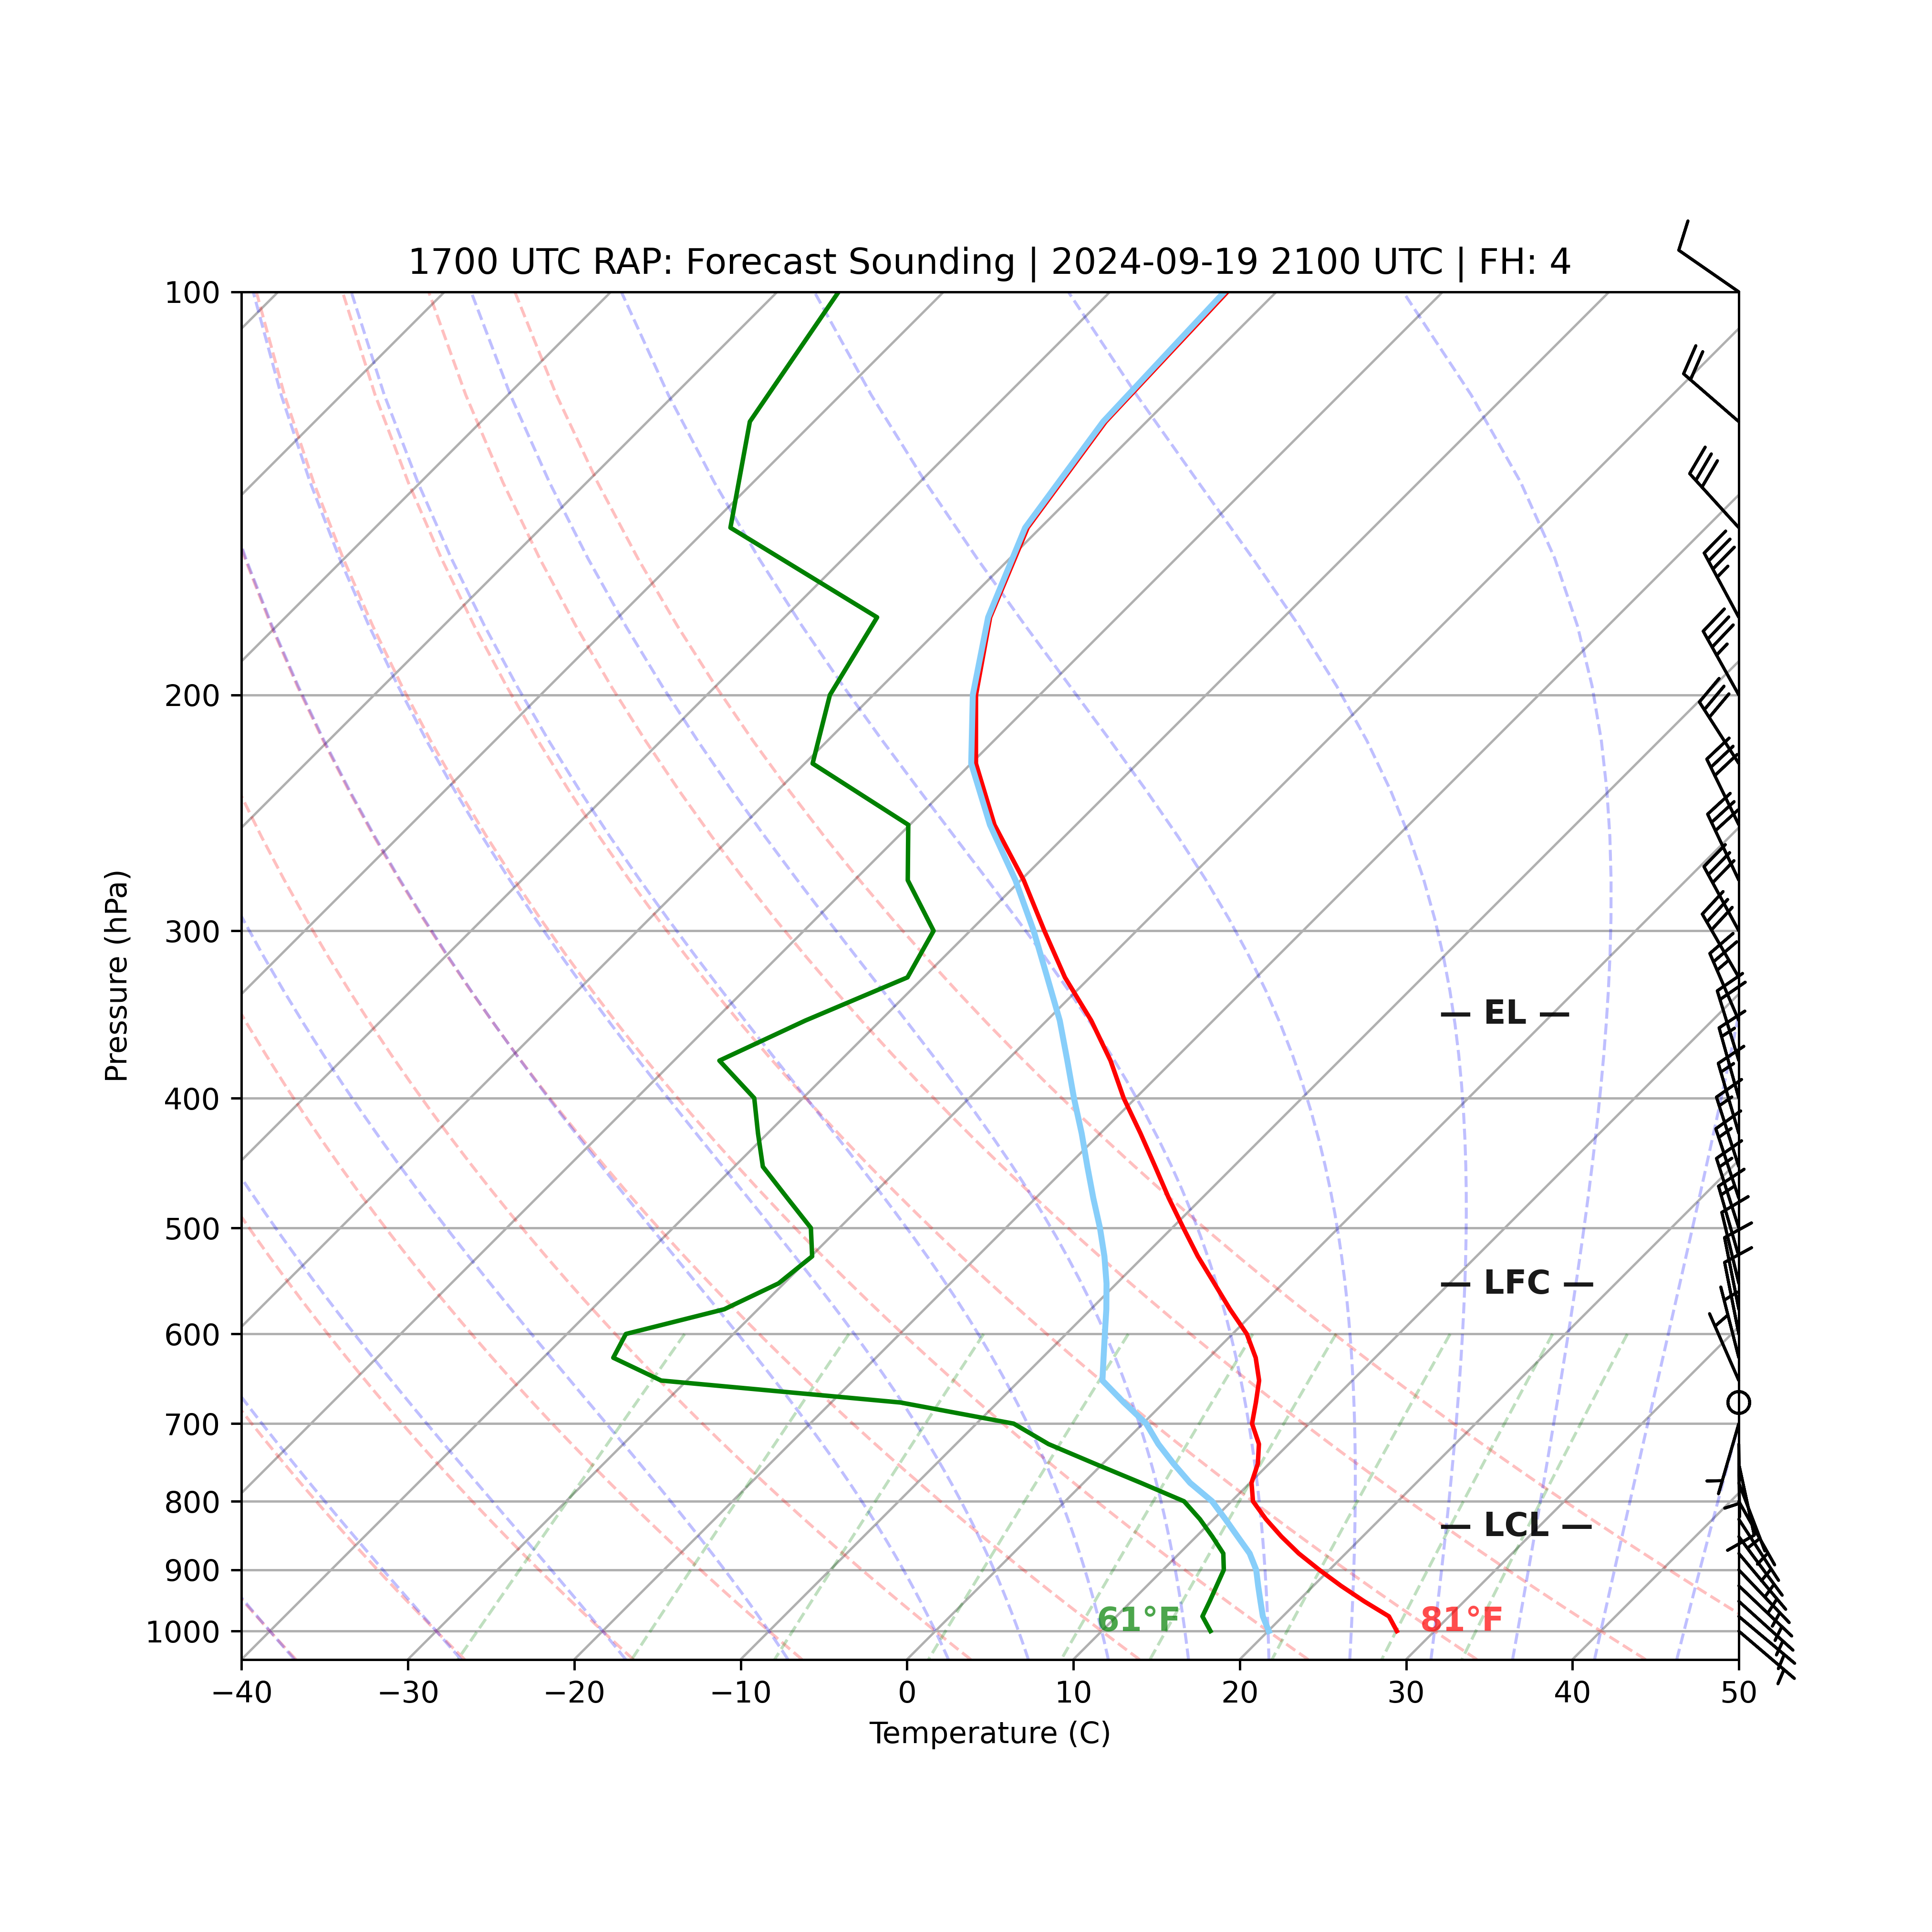 1700 UTC RAP: Forecast Sounding | 2024-09-19 2100 UTC | FH: 4
100
200
300
400
500
600
700
800
900
1000
Pressure (hPa)
— EL —
— LFC —
— LCL —
61°F
81°F
−40 −30 −20 −10 0 10 20 30 40 50
Temperature (C)